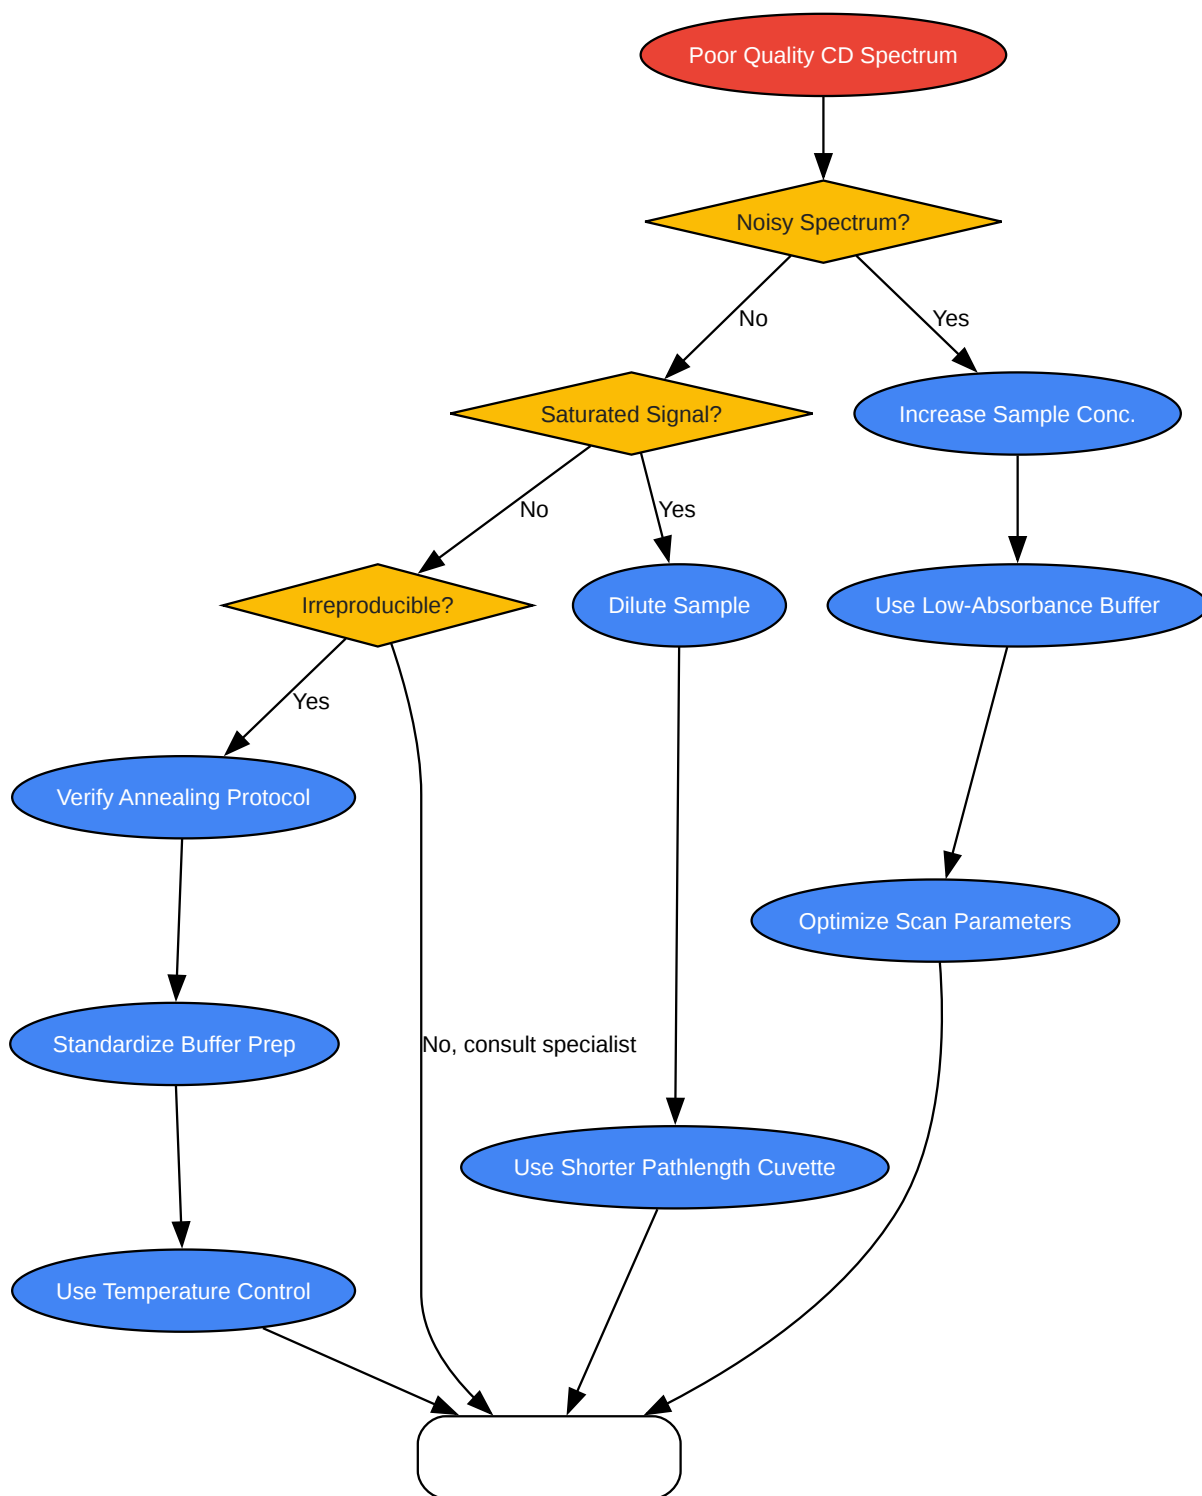 Poor Quality CD Spectrum
Noisy Spectrum?
No
Yes
Saturated Signal?
Increase Sample Conc.
No
Yes
Irreproducible?
Dilute Sample
Use Low-Absorbance Buffer
Yes
Verify Annealing Protocol
Optimize Scan Parameters
Standardize Buffer Prep
No, consult specialist
Use Shorter Pathlength Cuvette
Use Temperature Control